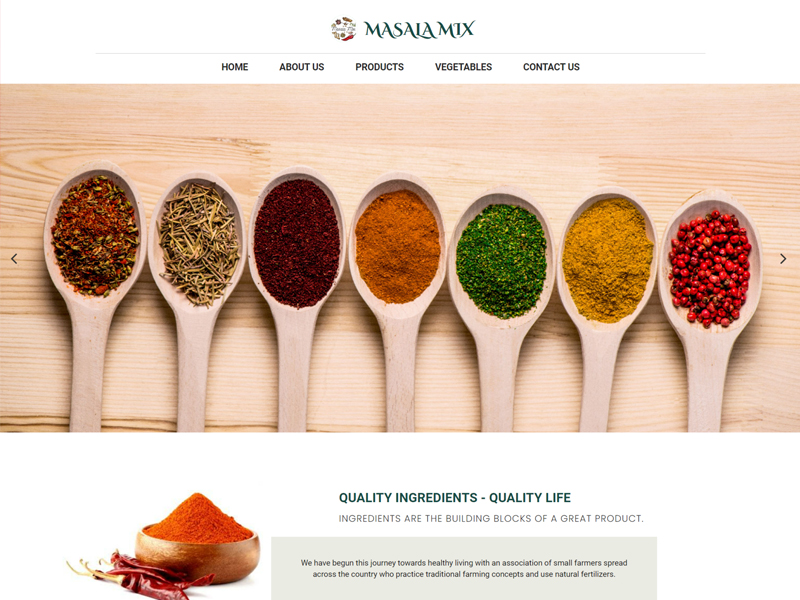 MASALA MIX
HOME ABOUT US PRODUCTS VEGETABLES CONTACT US
QUALITY INGREDIENTS - QUALITY LIFE
INGREDIENTS ARE THE BUILDING BLOCKS OF A GREAT PRODUCT.
We have begun this journey towards healthy living with an association of small farmers spread
across the country who practice traditional farming concepts and use natural fertilizers.